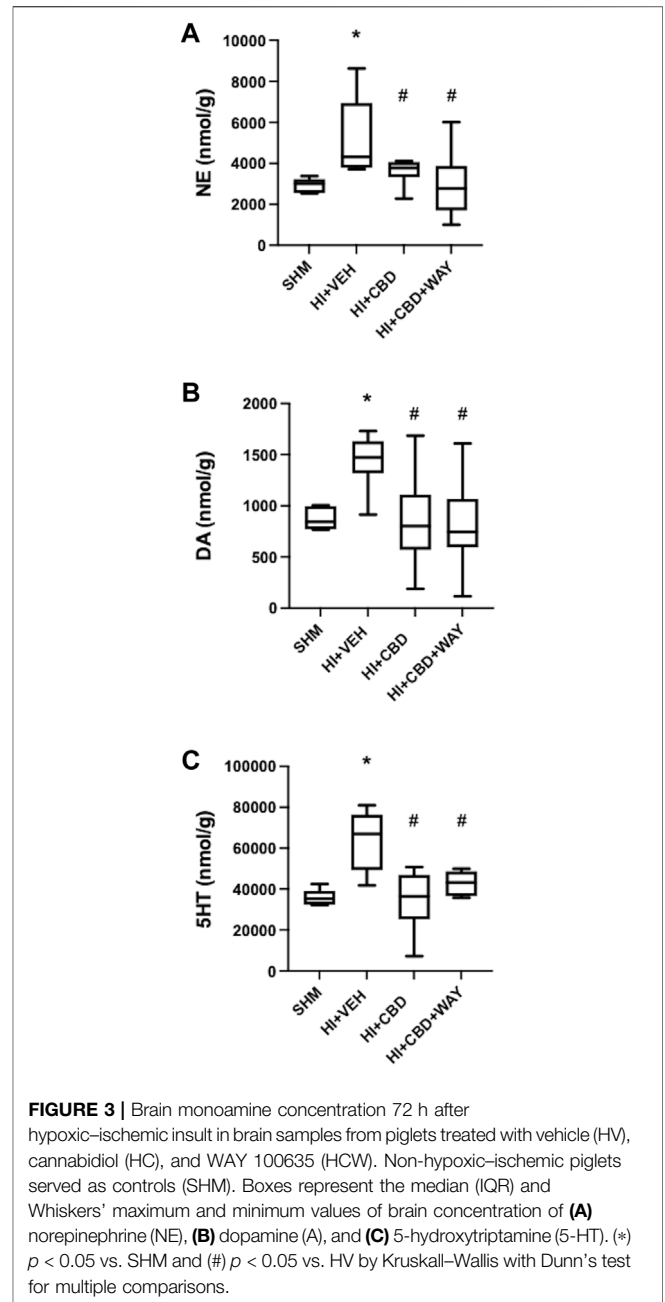 A
*
10000
8000
#
#
6000
4000
2000
0
NE (nmol/g)
SHM
HI+VEH
HI+CBD
HI+CBD+WAY
B
*
#
#
2000
1500
1000
500
0
DA (nmol/g)
SHM
HI+VEH
HI+CBD
HI+CBD+WAY
C
*
100000
80000
#
#
60000
40000
20000
0
5HT (nmol/g)
SHM
HI+VEH
HI+CBD
HI+CBD+WAY
FIGURE 3 | Brain monoamine concentration 72 h after
hypoxic–ischemic insult in brain samples from piglets treated with vehicle (HV),
cannabidiol (HC), and WAY 100635 (HCW). Non-hypoxic–ischemic piglets
served as controls (SHM). Boxes represent the median (IQR) and
Whiskers’ maximum and minimum values of brain concentration of (A)
norepinephrine (NE), (B) dopamine (A), and (C) 5-hydroxytriptamine (5-HT). (*)
p < 0.05 vs. SHM and (#) p < 0.05 vs. HV by Kruskall–Wallis with Dunn’s test
for multiple comparisons.